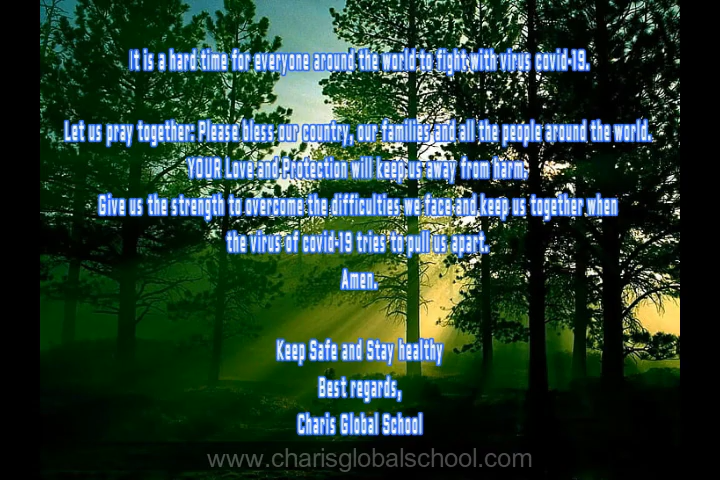 It is a hard time for everyone around the world to fight with virus covid-19.
Let us pray together: Please bless our country, our families and all the people around the world.
YOUR Love and Protection will keep us away from harm;
Give us the strength to overcome the difficulties we face and keep us together when
the virus of covid-19 tries to pull us apart.
Amen.
Keep Safe and Stay healthy
Best regards,
Charis Global School
www.charisglobalschool.com